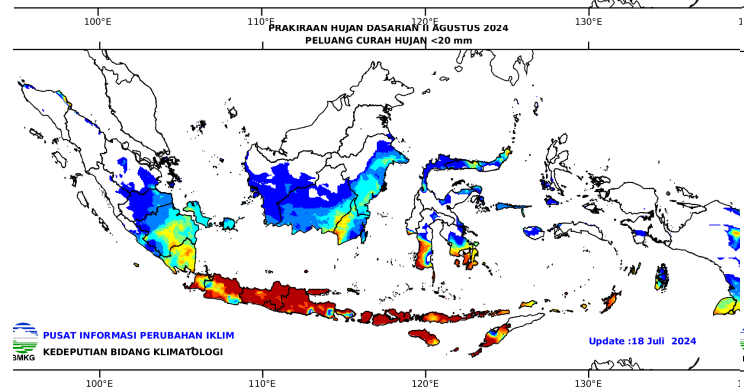 100°E 110°E 120°E 130°E
PRAKIRAAN HUJAN DASARIAN II AGUSTUS 2024
PELUANG CURAH HUJAN <20 mm
PUSAT INFORMASI PERUBAHAN IKLIM
KEDEPUTIAN BIDANG KLIMATOLOGI
BMKG
Update :18 Juli 2024
100°E 110°E 120°E 130°E